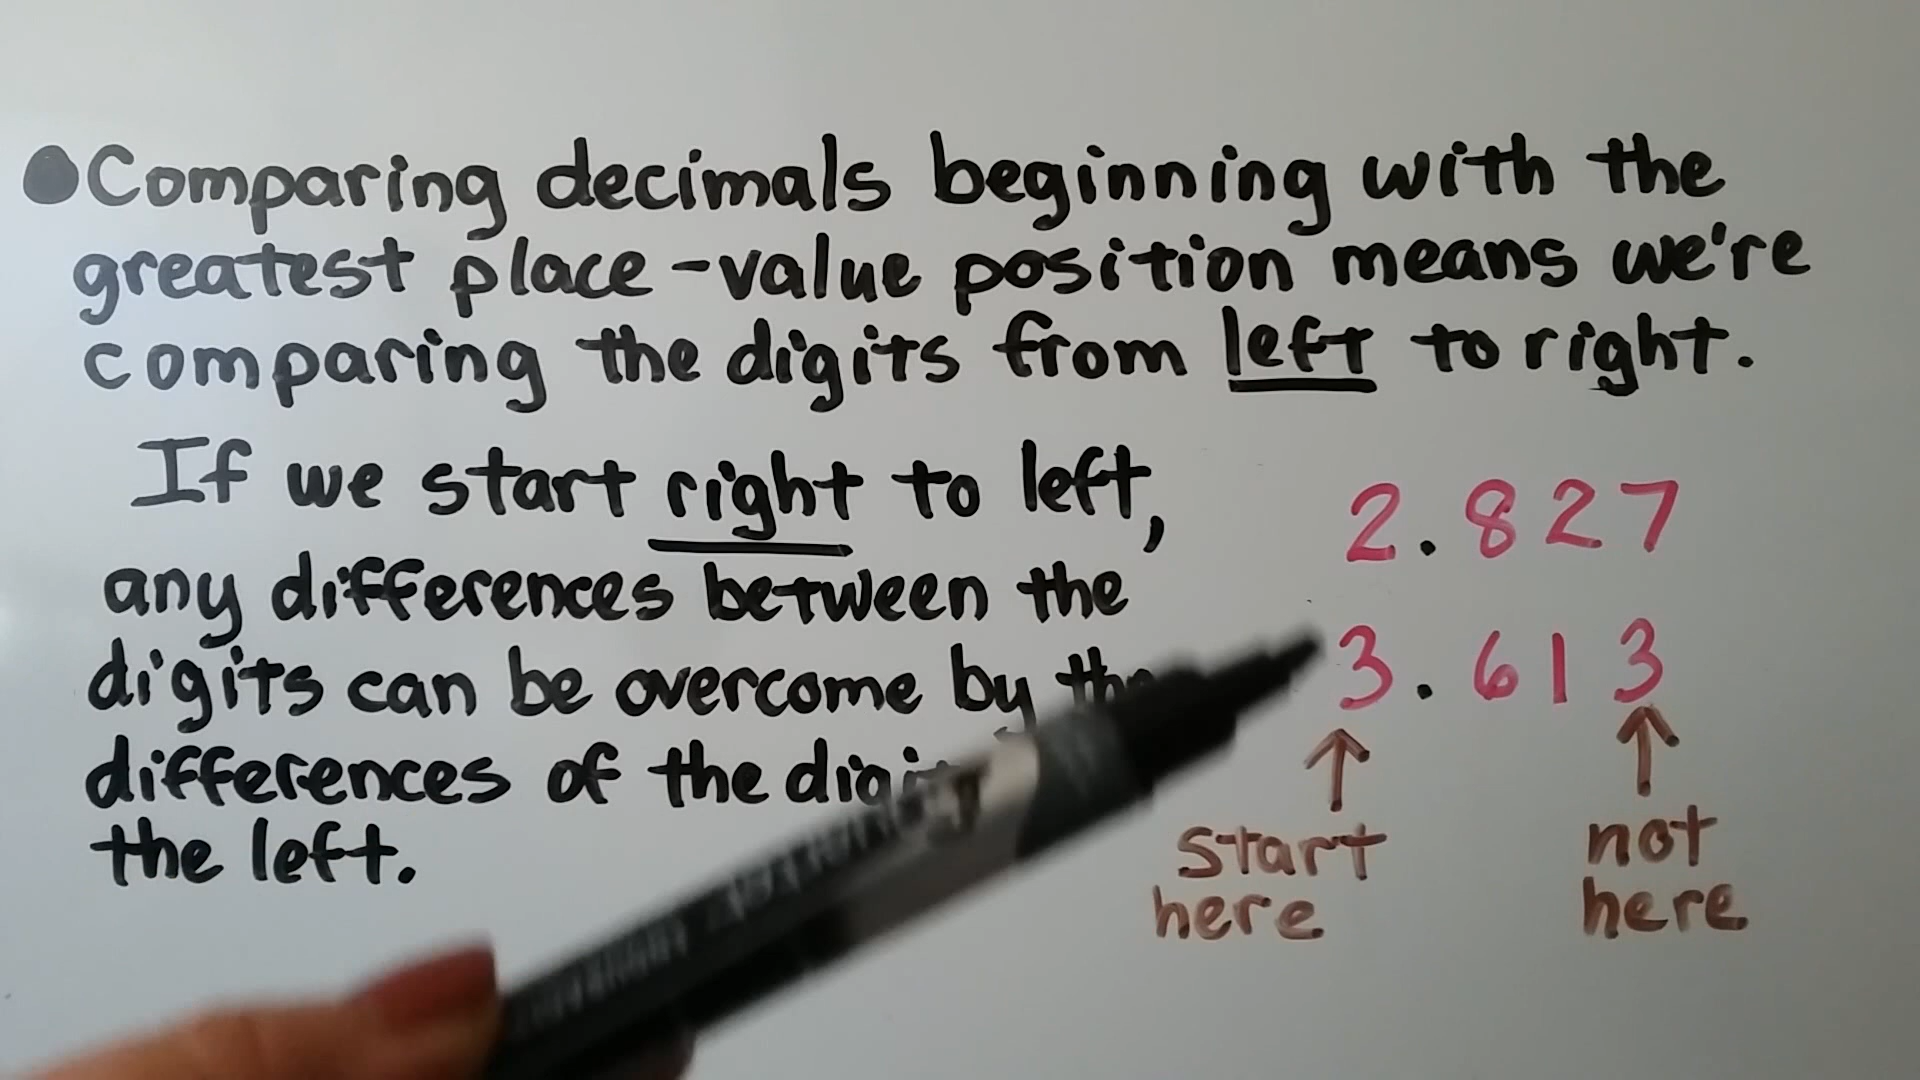 Comparing decimals beginning with the
greatest place-value position means we're
comparing the digits from left to right.
If we start right to left,
any differences between the
digits can be overcome by
differences of the
the left.
2.827
3.613
start
here
not
here